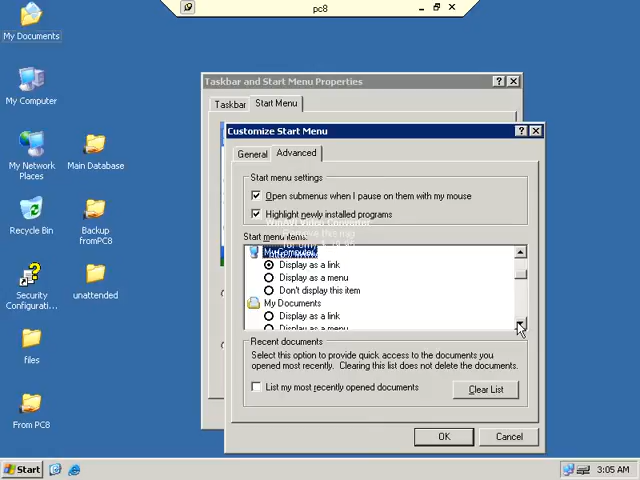 pc8
My Documents
My Computer
My Network
Places
Main Database
Recycle Bin
Backup
fromPC8
Security
Configurati...
unattended
files
From PC8
Taskbar and Start Menu Properties
Taskbar
Start Menu
Customize Start Menu
General
Advanced
Start menu settings
Open submenus when I pause on them with my mouse
Highlight newly installed programs
Start menu items:
My Computer
Display as a link
Display as a menu
Don't display this item
My Documents
Display as a link
Display as a menu
Recent documents
Select this option to provide quick access to the documents you
opened most recently. Clearing this list does not delete the documents.
List my most recently opened documents
Clear List
OK
Cancel
Start
3:05 AM